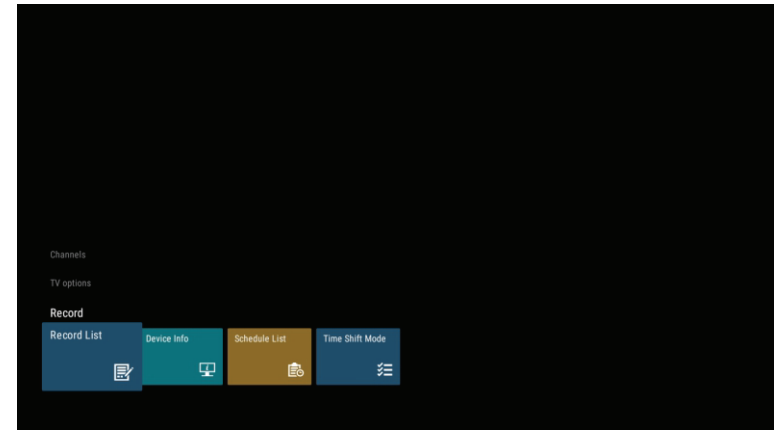 Channels
TV options
Record
Record List
Device Info
Schedule List
Time Shift Mode